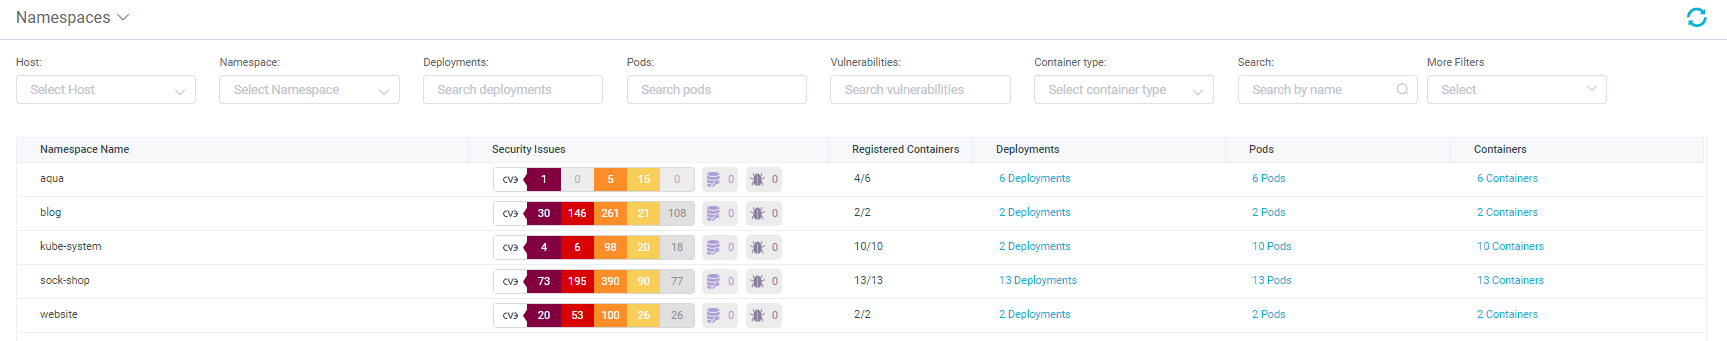 Namespaces
Host: Namespace: Deployments: Pods: Vulnerabilities: Container type: Search: More Filters
Select Host Select Namespace Search deployments Search pods Search vulnerabilities Select container type Search by name Select
Namespace Name Security Issues Registered Containers Deployments Pods Containers
aqua CVE 1 0 5 15 0 0 0 4/6 6 Deployments 6 Pods 6 Containers
blog CVE 30 146 261 21 108 0 0 2/2 2 Deployments 2 Pods 2 Containers
kube-system CVE 4 6 98 20 18 0 0 10/10 2 Deployments 10 Pods 10 Containers
sock-shop CVE 73 195 390 90 77 0 0 13/13 13 Deployments 13 Pods 13 Containers
website CVE 20 53 100 26 26 0 0 2/2 2 Deployments 2 Pods 2 Containers